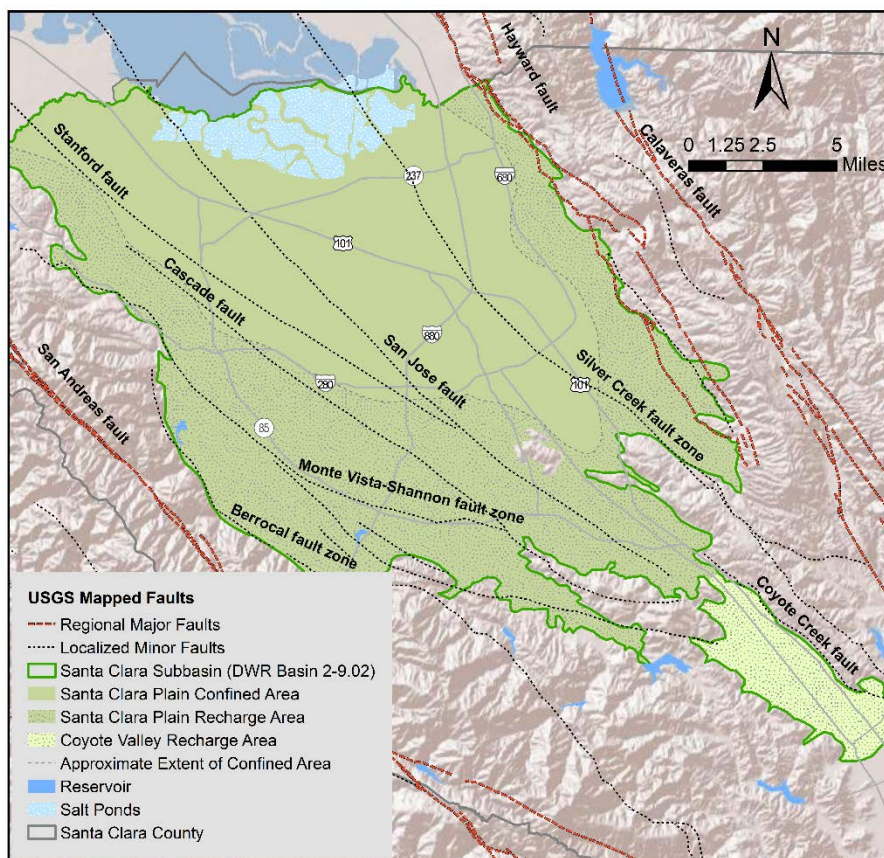 Hayward fault
N
Calaveras fault
0 1.25 2.5 5
Miles
Stanford fault
237
680
101
Cascade fault
San Jose fault
880
Silver Creek fault zone
101
San Andreas fault
280
85
Monte Vista-Shannon fault zone
Berrocal fault zone
Coyote Creek fault
USGS Mapped Faults
Regional Major Faults
Localized Minor Faults
Santa Clara Subbasin (DWR Basin 2-9.02)
Santa Clara Plain Confined Area
Santa Clara Plain Recharge Area
Coyote Valley Recharge Area
Approximate Extent of Confined Area
Reservoir
Salt Ponds
Santa Clara County